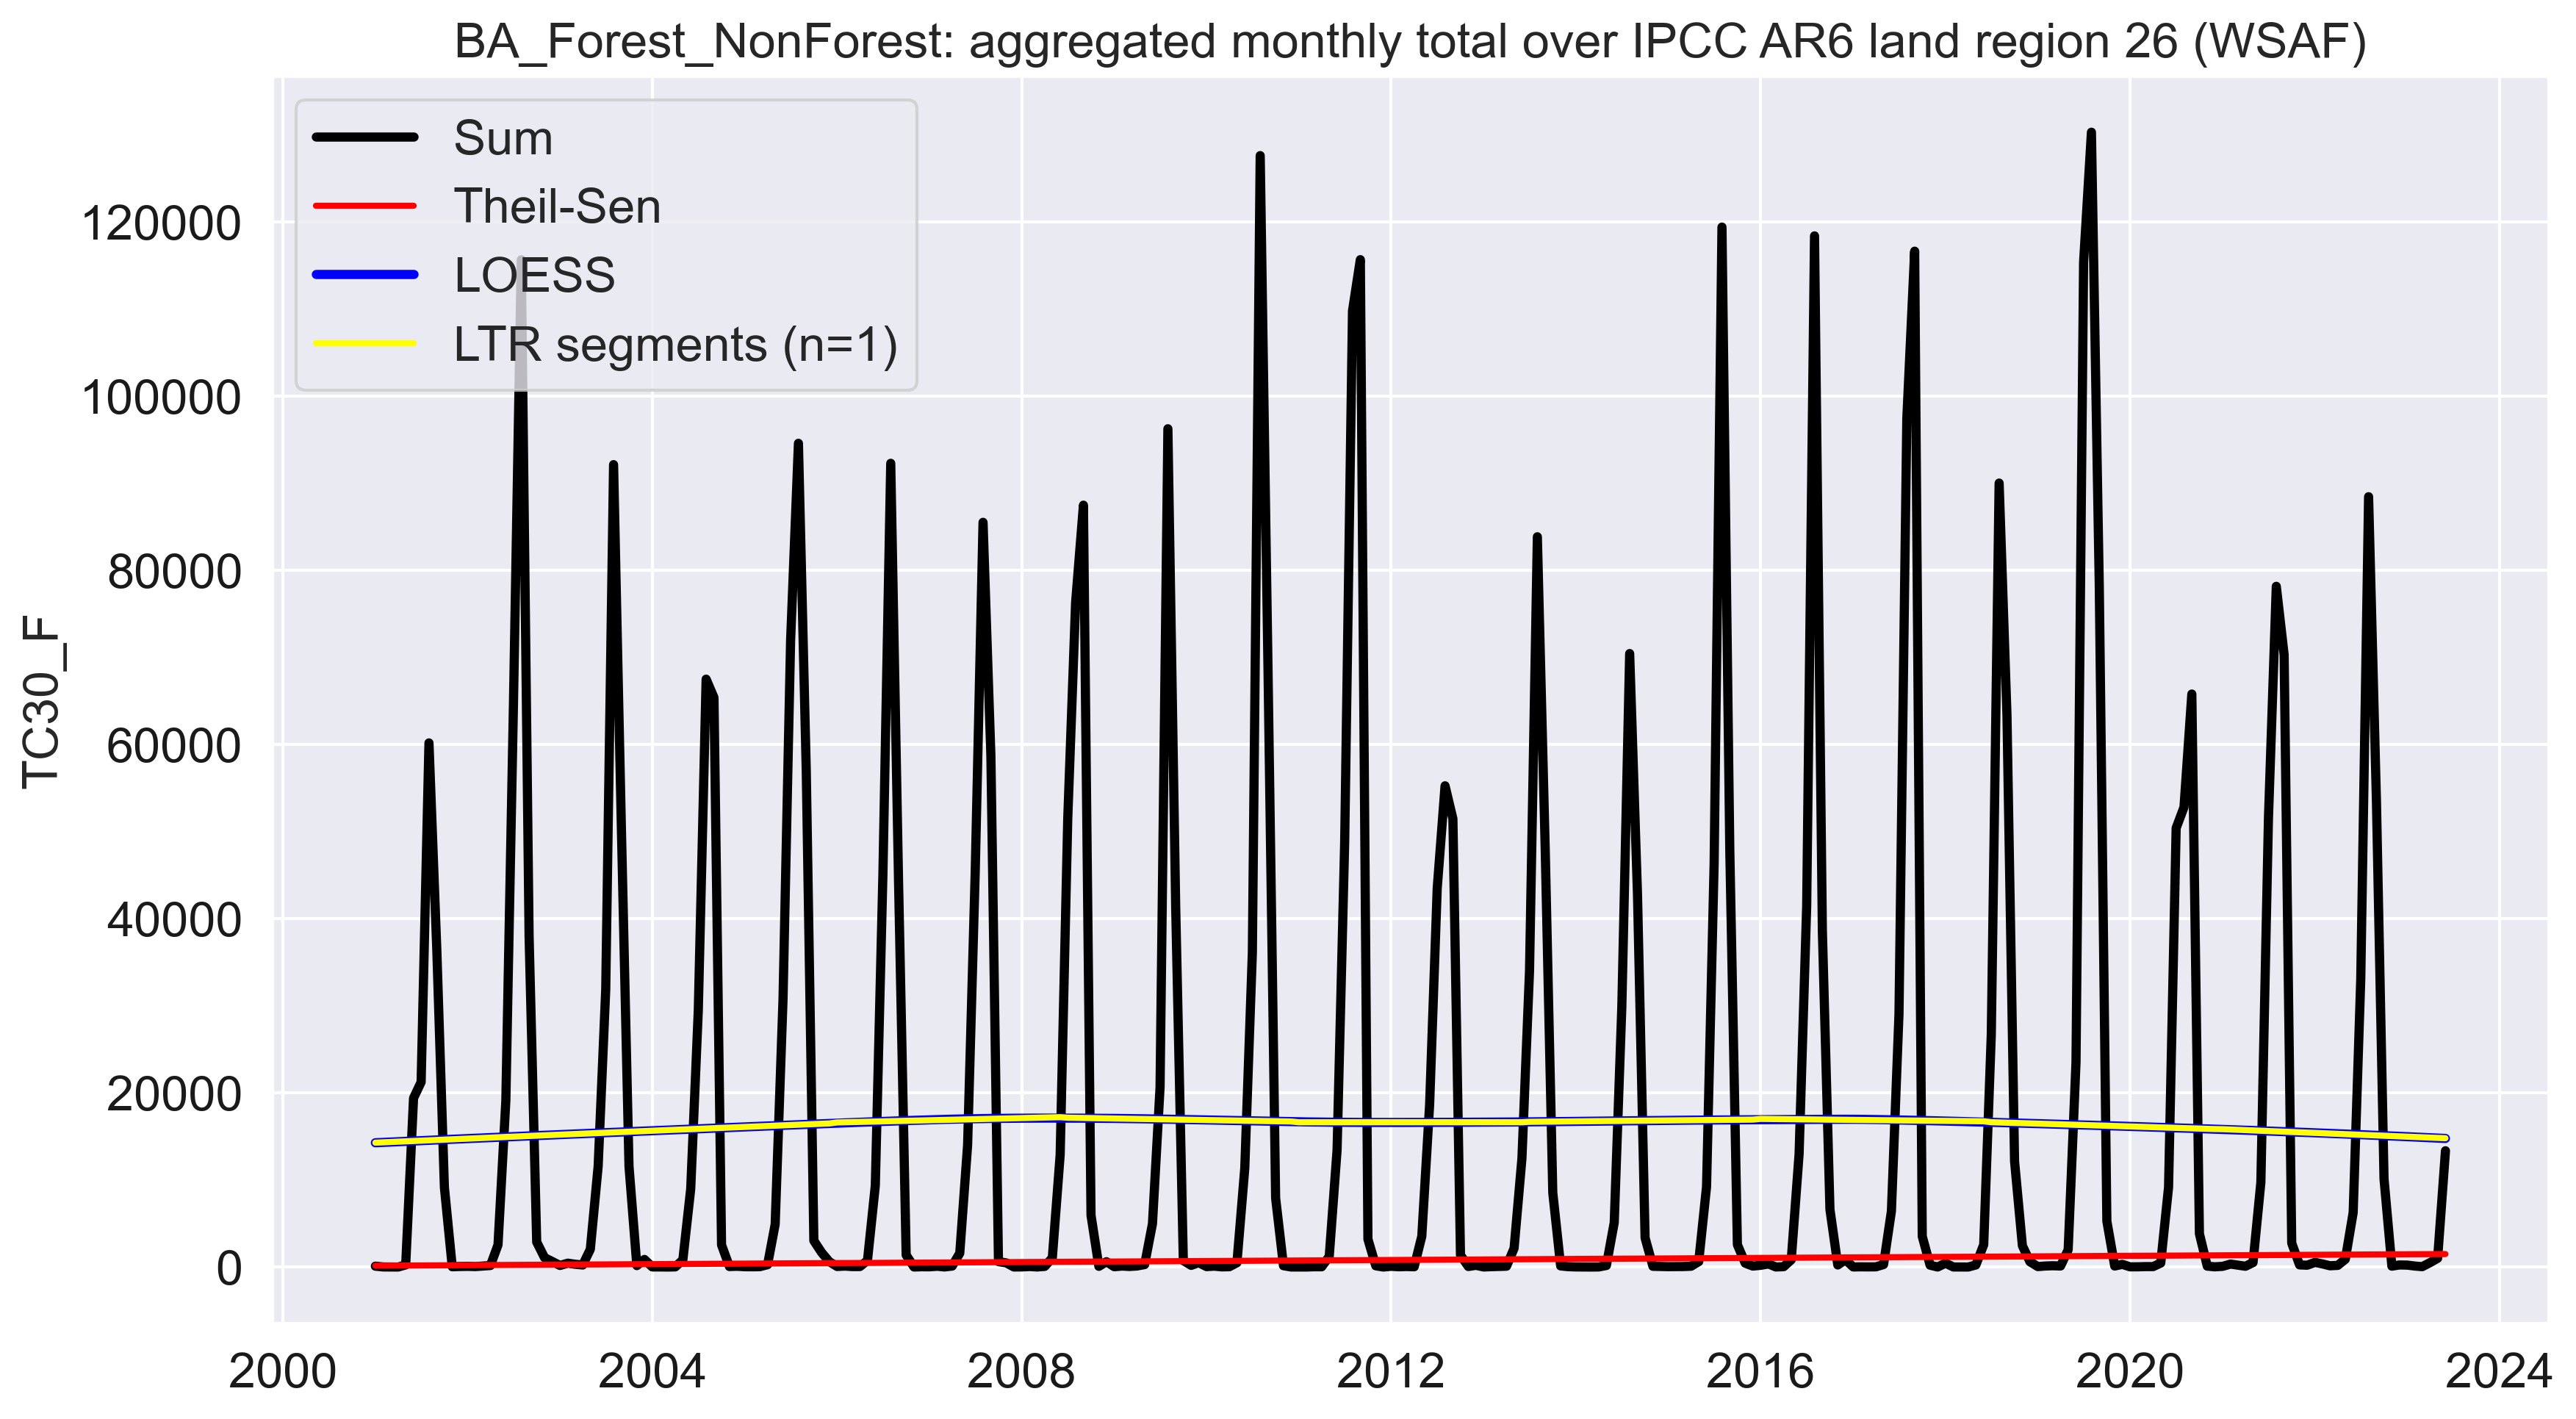 BA_Forest_NonForest: aggregated monthly total over IPCC AR6 land region 26 (WSAF)
Sum
Theil-Sen
LOESS
LTR segments (n=1)
TC30_F
120000
100000
80000
60000
40000
20000
0
2000 2004 2008 2012 2016 2020 2024